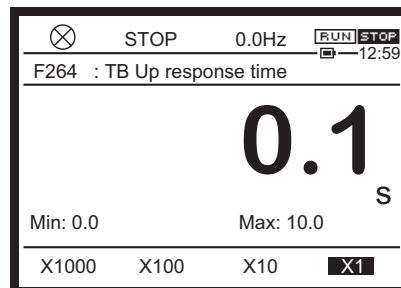 STOP 0.0Hz RUN STOP
12:59
F264 : TB Up response time
0.1
s
Min: 0.0 Max: 10.0
X1000 X100 X10 X1